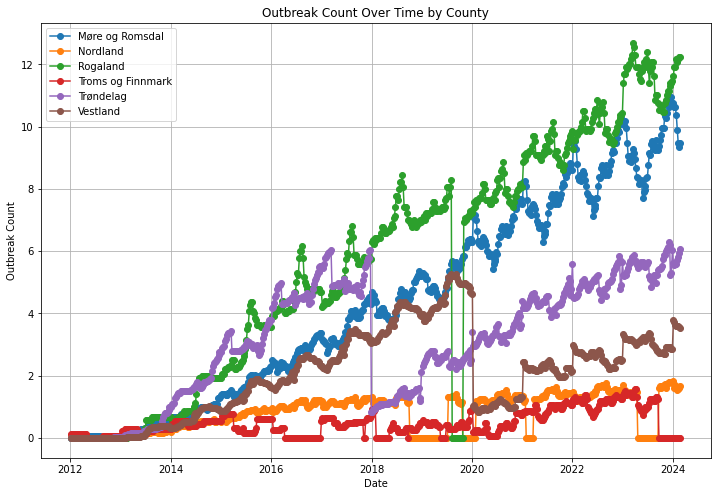 Outbreak Count Over Time by County
Møre og Romsdal
Nordland
Rogaland
Troms og Finnmark
Trøndelag
Vestland
Outbreak Count
12
10
8
6
4
2
0
2012 2014 2016 2018 2020 2022 2024
Date